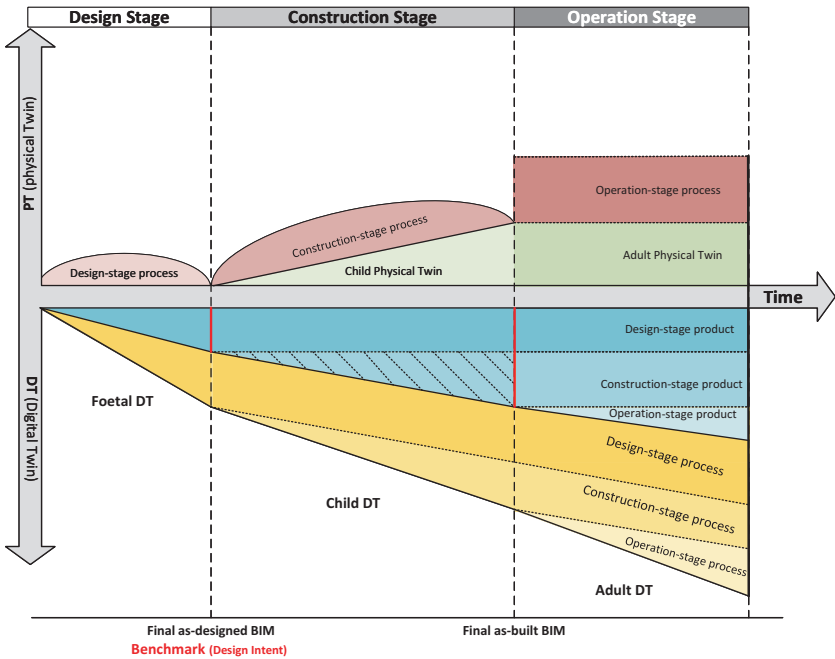 Design Stage
Construction Stage
Operation Stage
PT (physical Twin)
Operation-stage process
Construction-stage process
Child Physical Twin
Adult Physical Twin
Design-stage process
Time
DT (Digital Twin)
Design-stage product
Construction-stage product
Operation-stage product
Foetal DT
Design-stage process
Construction-stage process
Child DT
Operation-stage process
Adult DT
Final as-designed BIM
Final as-built BIM
Benchmark (Design Intent)